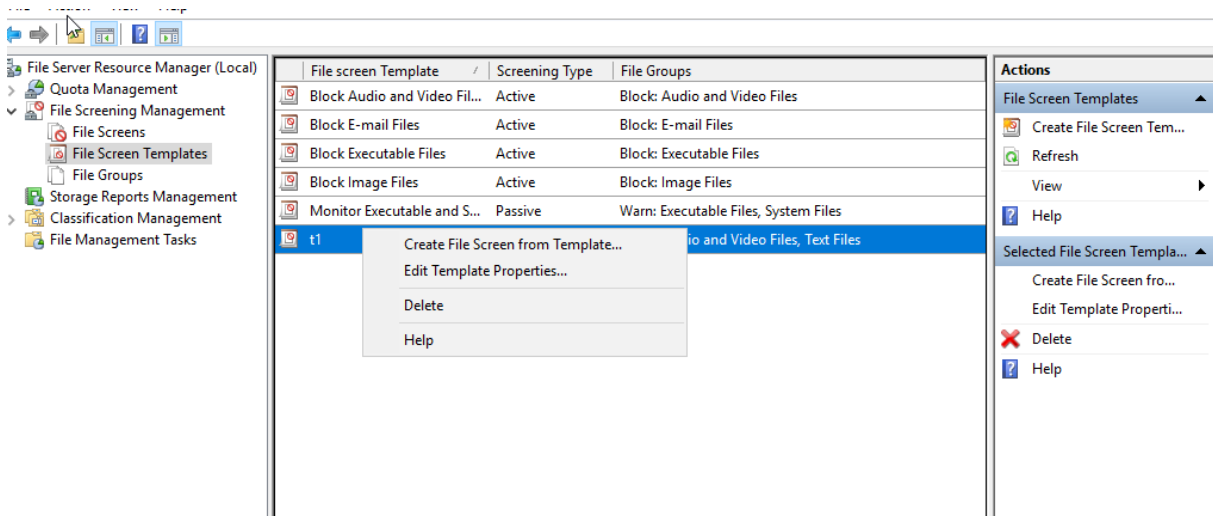 File Server Resource Manager (Local)
Quota Management
File Screening Management
File Screens
File Screen Templates
File Groups
Storage Reports Management
Classification Management
File Management Tasks
File screen Template Screening Type File Groups
Block Audio and Video Fil... Active Block: Audio and Video Files
Block E-mail Files Active Block: E-mail Files
Block Executable Files Active Block: Executable Files
Block Image Files Active Block: Image Files
Monitor Executable and S... Passive Warn: Executable Files, System Files
t1 io and Video Files, Text Files
Create File Screen from Template...
Edit Template Properties...
Delete
Help
Actions
File Screen Templates
Create File Screen Tem...
Refresh
View
Help
Selected File Screen Templa...
Create File Screen fro...
Edit Template Properti...
Delete
Help